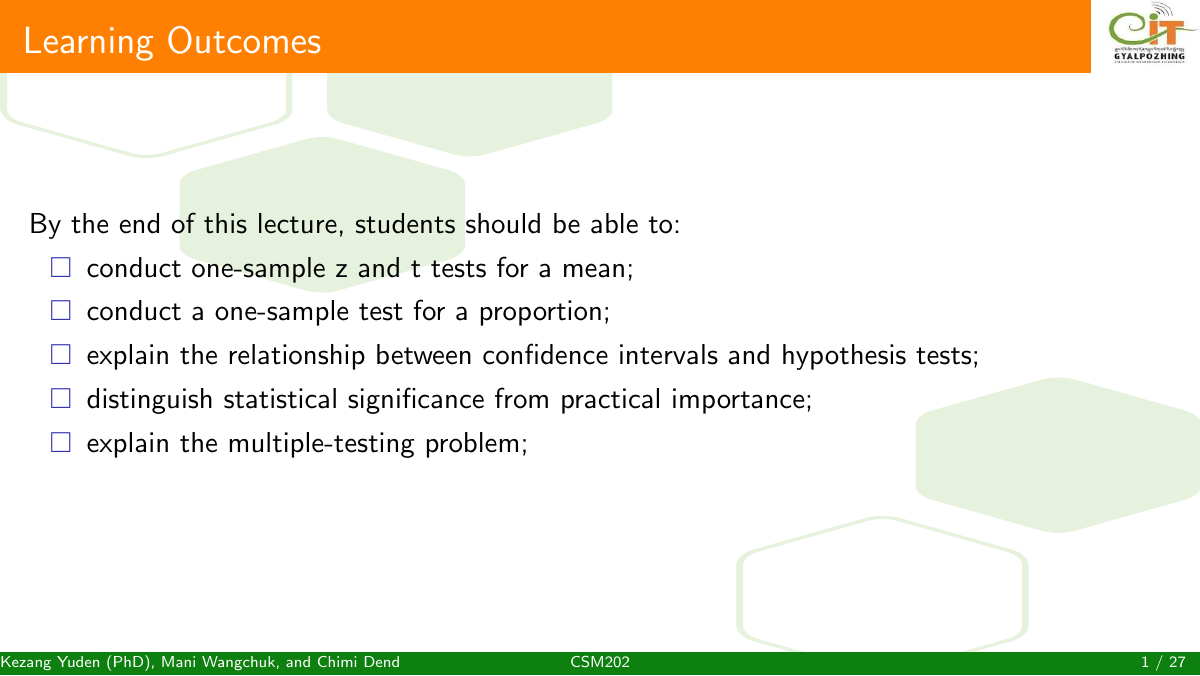 Learning Outcomes
CiT
GYALPOZHING
By the end of this lecture, students should be able to:
conduct one-sample z and t tests for a mean;
conduct a one-sample test for a proportion;
explain the relationship between confidence intervals and hypothesis tests;
distinguish statistical significance from practical importance;
explain the multiple-testing problem;
Kezang Yuden (PhD), Mani Wangchuk, and Chimi Dend CSM202 1 / 27